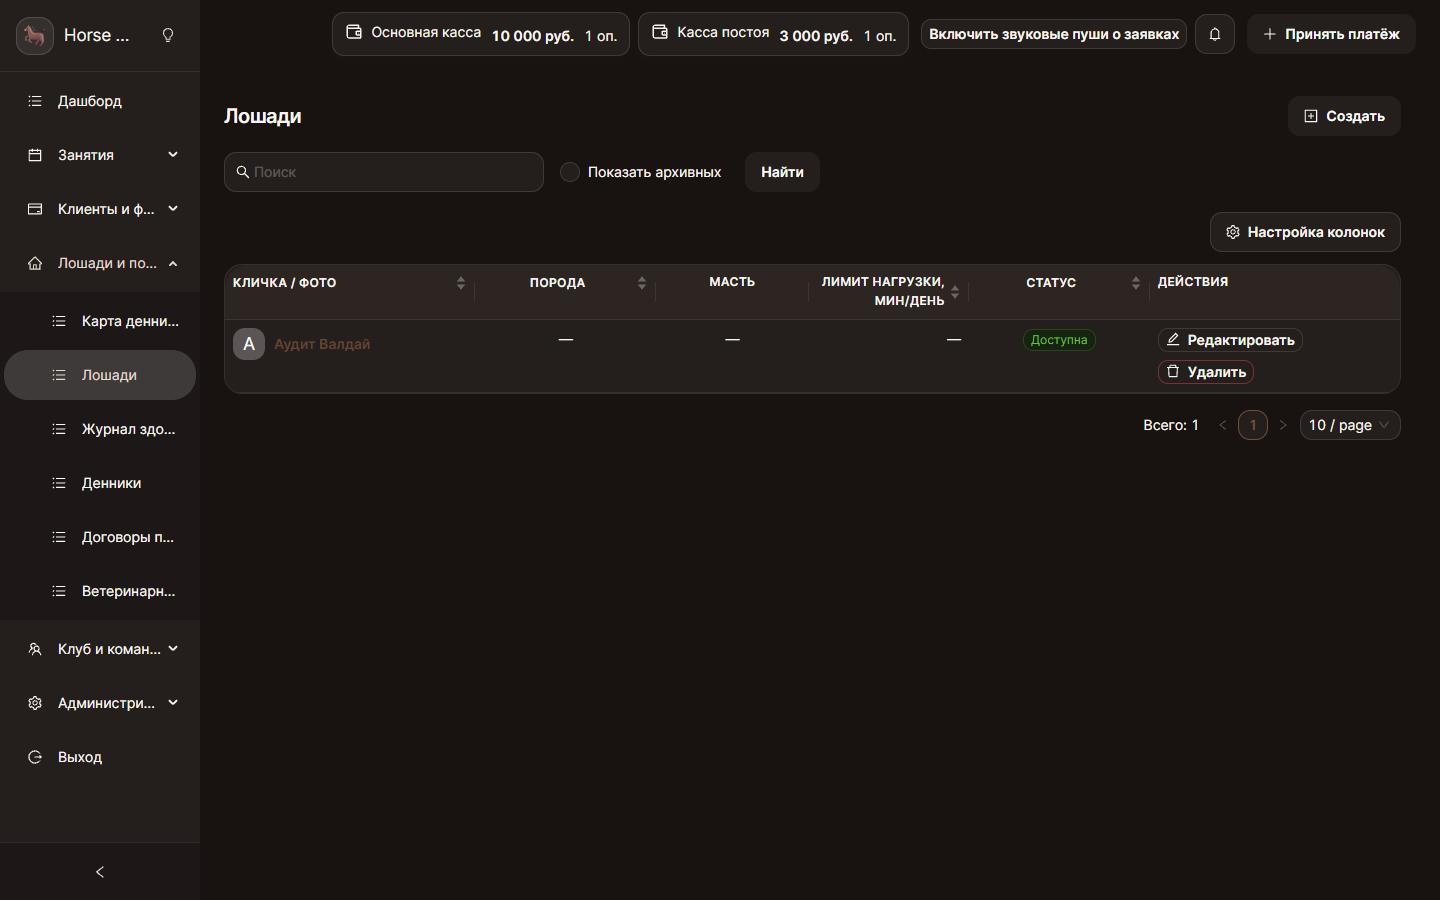 Horse ...
Основная касса 10 000 руб. 1 оп.
Касса постоя 3 000 руб. 1 оп.
Включить звуковые пуши о заявках
Принять платёж
Дашборд
Занятия
Клиенты и ф...
Лошади и по...
Карта денни...
Лошади
Журнал здо...
Денники
Договоры п...
Ветеринарн...
Клуб и коман...
Администри...
Выход
Лошади
Создать
Поиск
Показать архивных
Найти
Настройка колонок
КЛИЧКА / ФОТО
ПОРОДА
МАСТЬ
ЛИМИТ НАГРУЗКИ,
МИН/ДЕНЬ
СТАТУС
ДЕЙСТВИЯ
А Аудит Валдай — — — Доступна Редактировать
Удалить
Всего: 1 < 1 > 10 / page